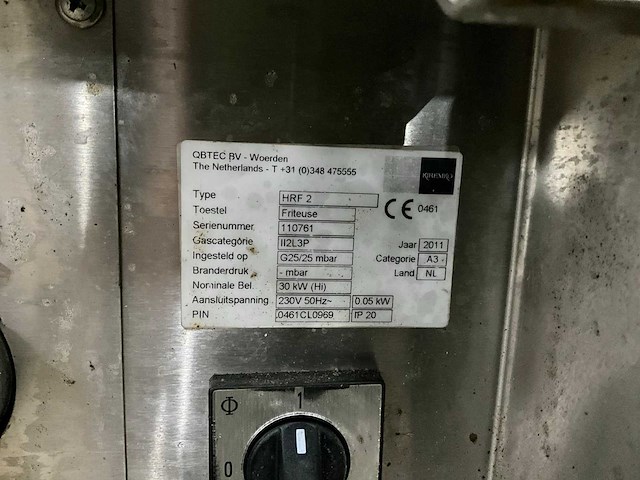 QBTEC BV - Woerden
The Netherlands - T +31 (0)348 475555
KIREMKO
Type HRF 2
CE 0461
Toestel Friteuse
Serienummer 110761
Gascategorie II2L3P Jaar 2011
Ingesteld op G25/25 mbar Categorie A3 -
Branderdruk - mbar Land NL
Nominale Bel. 30 kW (Hi)
Aansluitspanning 230V 50Hz~ 0.05 kW
PIN 0461CL0969 IP 20
1
0